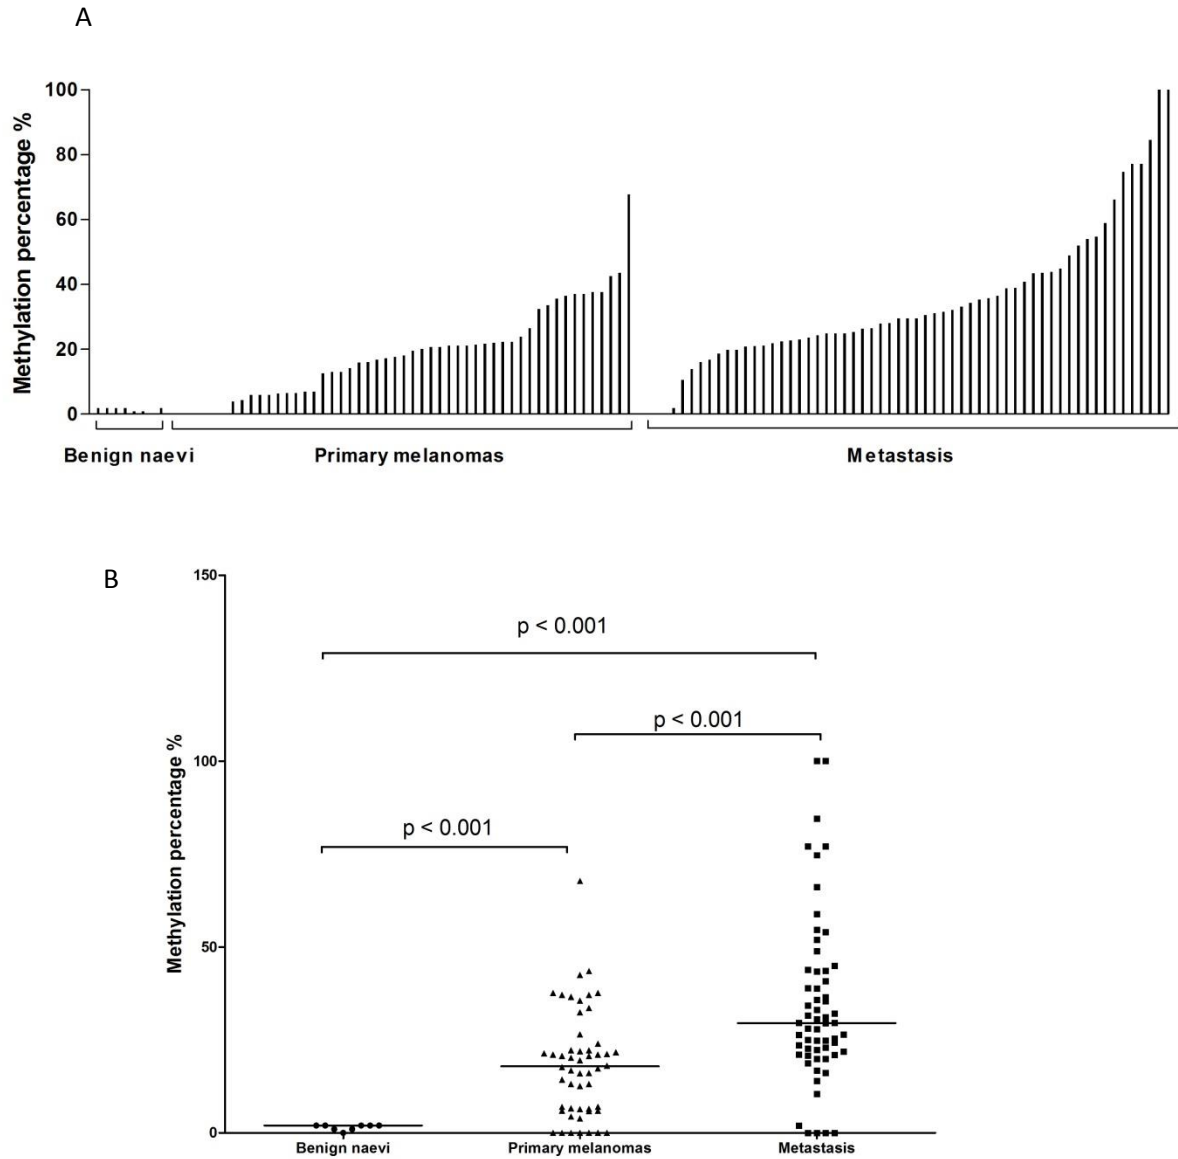 A
Methylation percentage %
100
80
60
40
20
0
Benign naevi Primary melanomas Metastasis
B
Methylation percentage %
150
100
50
0
p < 0.001
p < 0.001
p < 0.001
Benign naevi Primary melanomas Metastasis